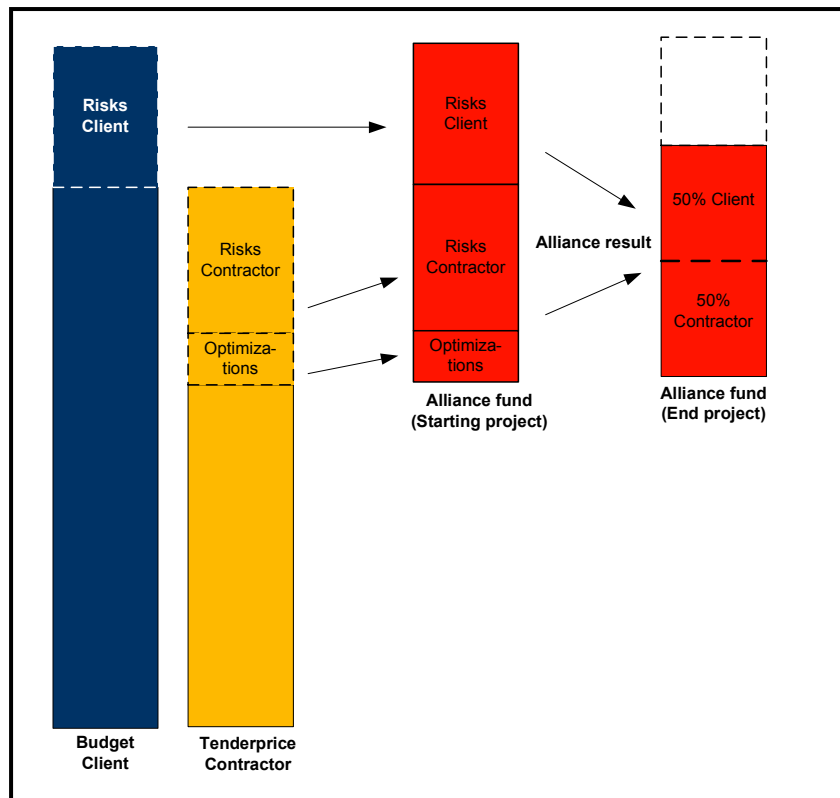 Risks
Client
Risks
Contractor
Optimiza-
tions
Risks
Client
Risks
Contractor
Optimiza-
tions
Alliance result
50% Client
50%
Contractor
Alliance fund
(Starting project)
Alliance fund
(End project)
Budget
Client
Tenderprice
Contractor